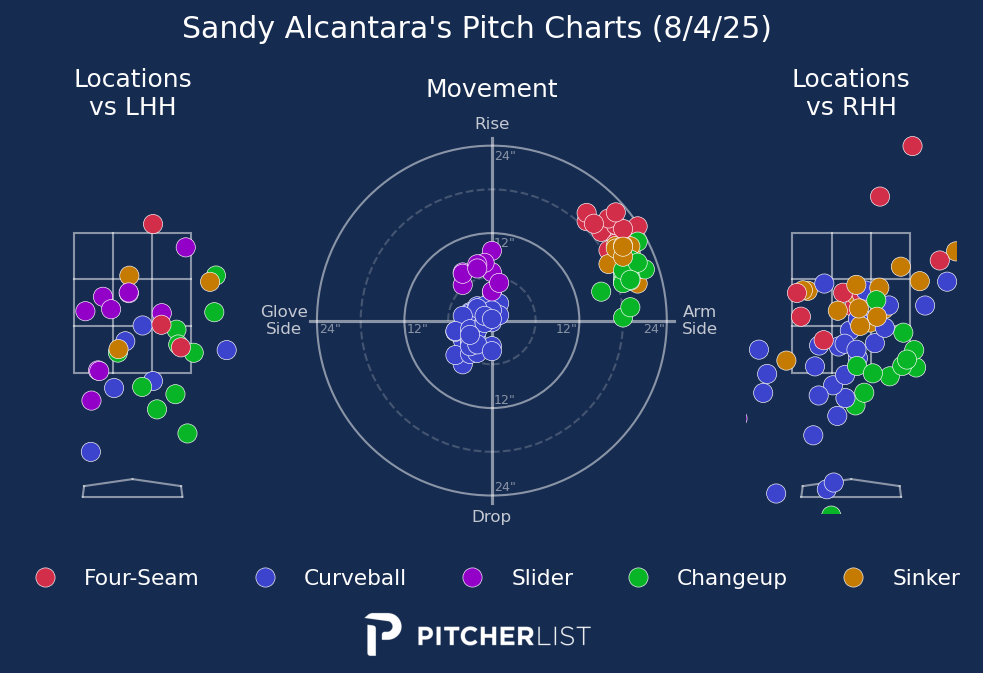 Sandy Alcantara's Pitch Charts (8/4/25)
Locations
vs LHH
Movement
Locations
vs RHH
Rise
24"
12"
Glove
Side
24"
12"
12"
24"
Arm
Side
12"
24"
Drop
Four-Seam
Curveball
Slider
Changeup
Sinker
PITCHERLIST